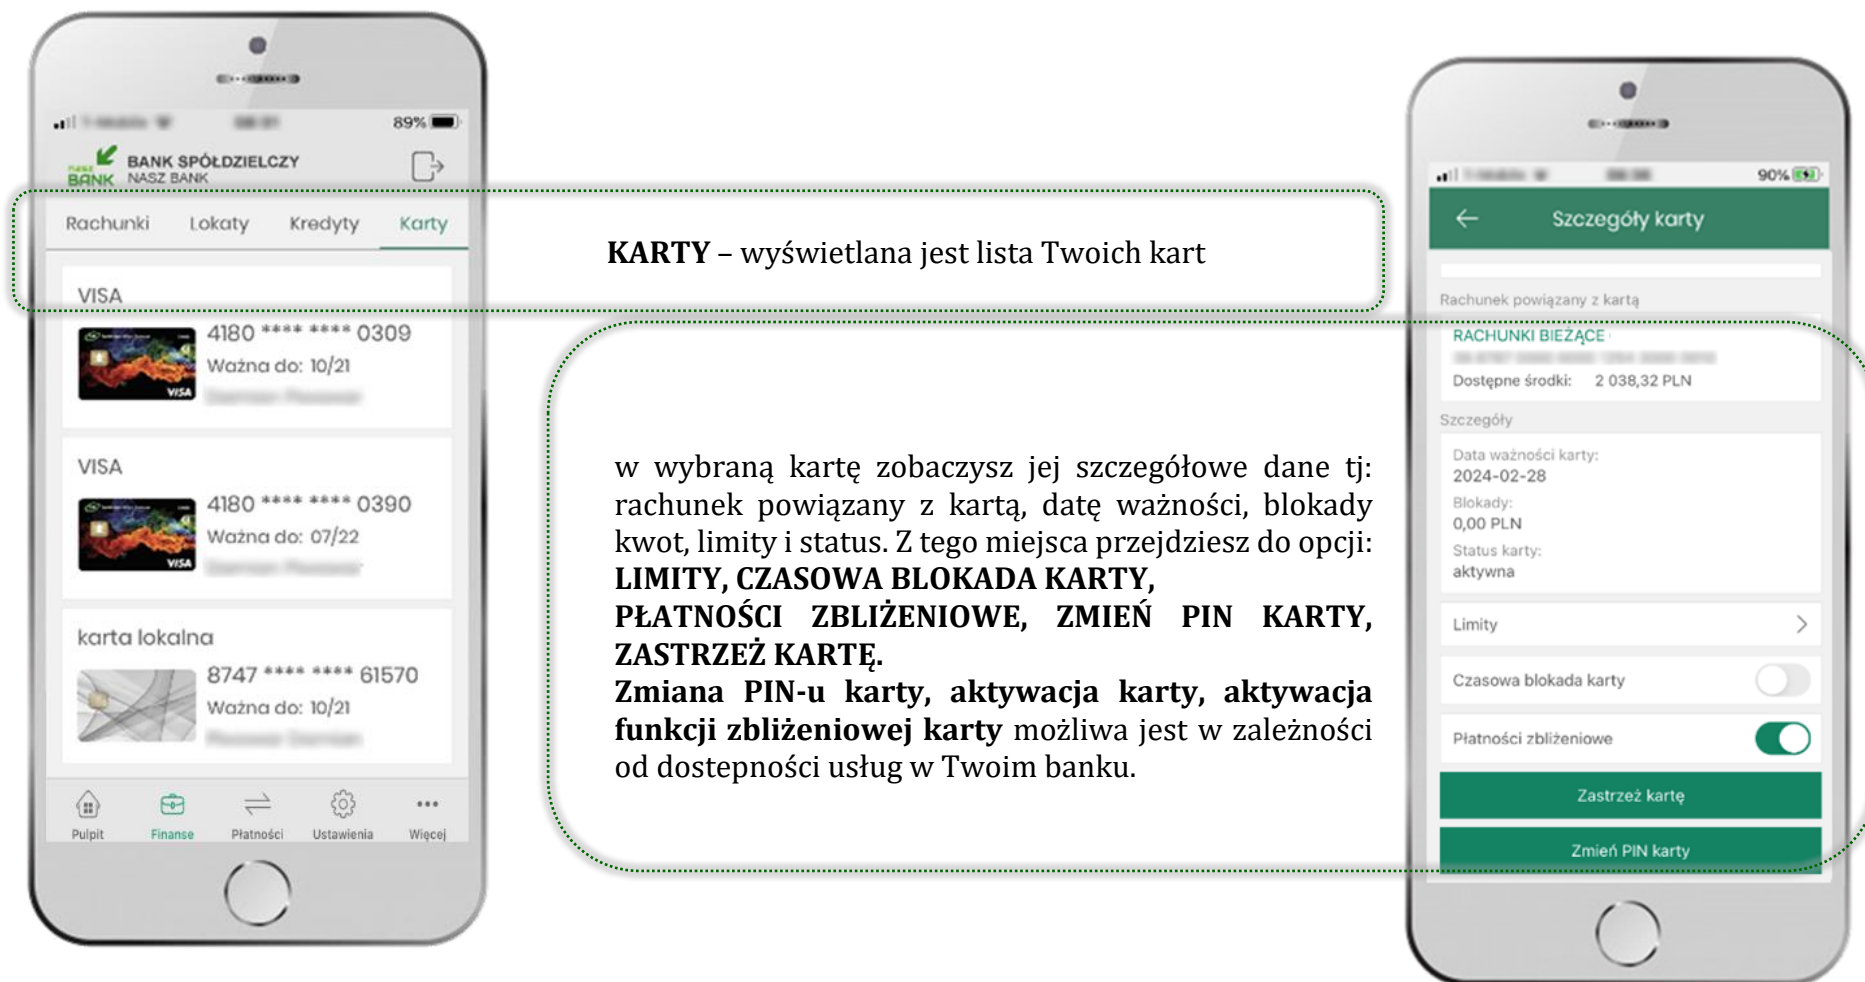 89%
nasz
BANK
BANK SPÓŁDZIELCZY
NASZ BANK
Rachunki Lokaty Kredyty Karty
VISA
4180 **** **** 0309
Ważna do: 10/21
VISA
VISA
4180 **** **** 0390
Ważna do: 07/22
VISA
karta lokalna
8747 **** **** 61570
Ważna do: 10/21
Pulpit Finanse Płatności Ustawienia Więcej
KARTY – wyświetlana jest lista Twoich kart
w wybraną kartę zobaczysz jej szczegółowe dane tj:
rachunek powiązany z kartą, datę ważności, blokady
kwot, limity i status. Z tego miejsca przejdziesz do opcji:
LIMITY, CZASOWA BLOKADA KARTY,
PŁATNOŚCI ZBLIŻENIOWE, ZMIEŃ PIN KARTY,
ZASTRZEŻ KARTĘ.
Zmiana PIN-u karty, aktywacja karty, aktywacja
funkcji zbliżeniowej karty możliwa jest w zależności
od dostepności usług w Twoim banku.
90%
Szczegóły karty
Rachunek powiązany z kartą
RACHUNKI BIEŻĄCE
Dostępne środki: 2 038,32 PLN
Szczegóły
Data ważności karty:
2024-02-28
Blokady:
0,00 PLN
Status karty:
aktywna
Limity
Czasowa blokada karty
Płatności zbliżeniowe
Zastrzeż kartę
Zmień PIN karty